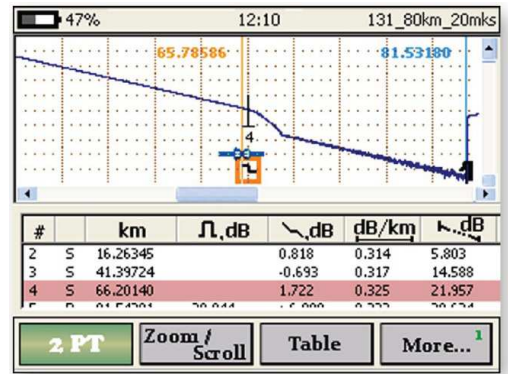 47% 12:10 131_80km_20mks
65.78586 81.53180
4
# km ,dB ,dB dB/km ,dB
2 S 16.26345 0.818 0.314 5.803
3 S 41.39724 -0.693 0.317 14.588
4 S 66.20140 1.722 0.325 21.957
2 PT Zoom / Scroll Table More... 1